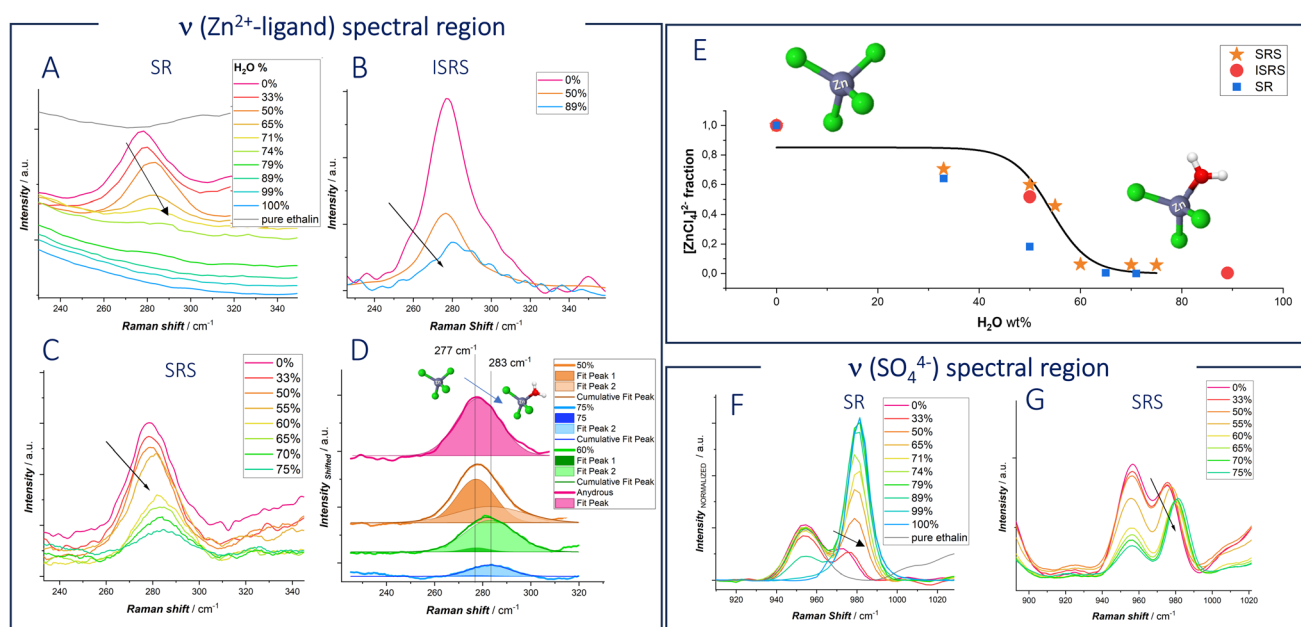 ν (Zn²⁺-ligand) spectral region
A
SR
H₂O %
0%
33%
50%
65%
71%
74%
79%
89%
99%
100%
pure ethalin
Intensity / a.u.
240 260 280 300 320 340
Raman shift / cm⁻¹
B
ISRS
0%
50%
89%
Intensity / a.u.
240 260 280 300 320 340
Raman Shift / cm⁻¹
C
SRS
0%
33%
50%
55%
60%
65%
70%
75%
Intensity / a.u.
240 260 280 300 320 340
Raman shift / cm⁻¹
D
277 cm⁻¹
283 cm⁻¹
Zn
Zn
50%
Fit Peak 1
Fit Peak 2
Cumulative Fit Peak
75%
75
Fit Peak 2
Cumulative Fit Peak
60%
Fit Peak 1
Fit Peak 2
Cumulative Fit Peak
Anydrous
Fit Peak
Intensity Shifted / a.u.
240 260 280 300 320
Raman shift / cm⁻¹
E
Zn
SRS
ISRS
SR
Zn
[ZnCl₄]²⁻ fraction
1,0
0,8
0,6
0,4
0,2
0,0
0 20 40 60 80 100
H₂O wt%
ν (SO₄⁴⁻) spectral region
F
SR
0%
33%
50%
65%
71%
74%
79%
89%
99%
100%
pure ethalin
Intensity NORMALIZED / a.u.
920 940 960 980 1000 1020
Raman shift / cm⁻¹
G
SRS
0%
33%
50%
55%
60%
65%
70%
75%
Intensity / a.u.
900 920 940 960 980 1000 1020
Raman Shift / cm⁻¹